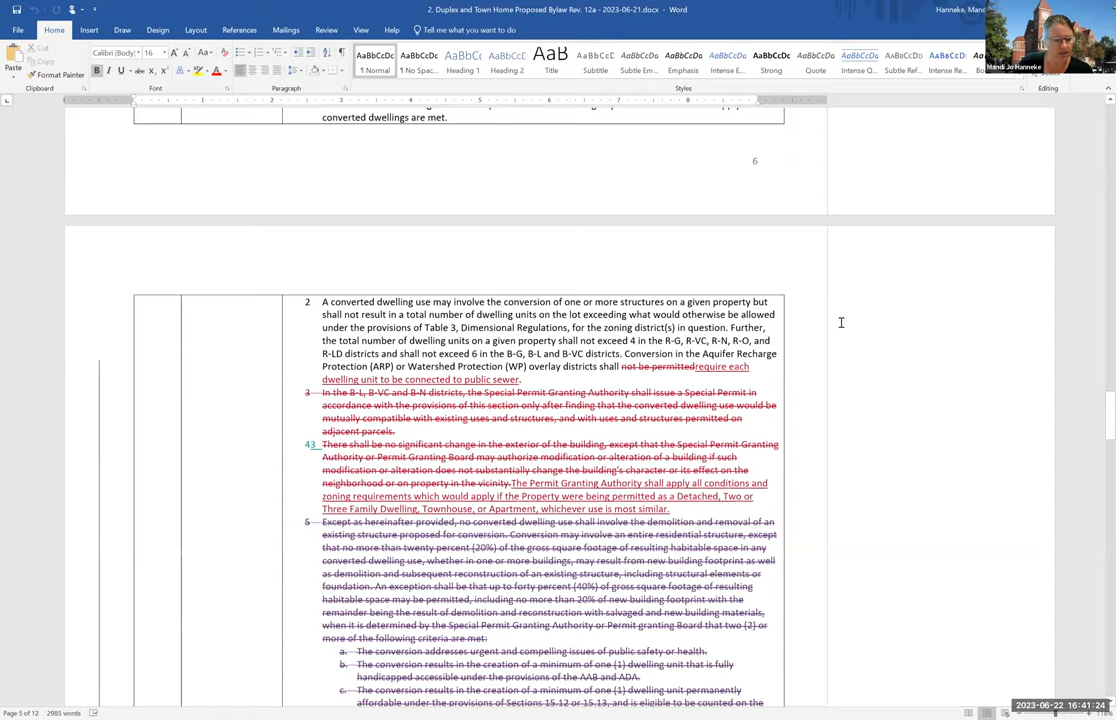 2. Duplex and Town Home Proposed Bylaw Rev. 12a - 2023-06-21.docx - Word
Hanneke, Mand
File Home Insert Draw Design Layout References Mailings Review View Tell me what you want to do
Cut
Copy
Format Painter
Paste
Calibri (Body) 16
B I U abc
AaBbCcDc AaBbCcDc AaBbCcD AaBbCcD AaB AaBbCcD AaBbCcDc AaBbCcDc AaBbCcDc AaBbCcDc AaBbCcDc AaBbCcDc AaBbCcDd AaBbCcDc
¶ Normal ¶ No Spac... Heading 1 Heading 2 Title Subtitle Subtle Em... Emphasis Intense E... Strong Quote Intense Q... Subtle Ref... Intense Re...
Clipboard Font Paragraph Styles Editing
Mandi Jo Hanneke
converted dwellings are met.
6
2 A converted dwelling use may involve the conversion of one or more structures on a given property but
shall not result in a total number of dwelling units on the lot exceeding what would otherwise be allowed
under the provisions of Table 3, Dimensional Regulations, for the zoning district(s) in question. Further,
the total number of dwelling units on a given property shall not exceed 4 in the R-G, R-VC, R-N, R-O, and
R-LD districts and shall not exceed 6 in the B-G, B-L and B-VC districts. Conversion in the Aquifer Recharge
Protection (ARP) or Watershed Protection (WP) overlay districts shall not be permittedrequire each
dwelling unit to be connected to public sewer.
3 In the B-L, B-VC and B-N districts, the Special Permit Granting Authority shall issue a Special Permit in
accordance with the provisions of this section only after finding that the converted dwelling use would be
mutually compatible with existing uses and structures, and with uses and structures permitted on
adjacent parcels.
43 There shall be no significant change in the exterior of the building, except that the Special Permit Granting
Authority or Permit Granting Board may authorize modification or alteration of a building if such
modification or alteration does not substantially change the building's character or its effect on the
neighborhood or on property in the vicinity.The Permit Granting Authority shall apply all conditions and
zoning requirements which would apply if the Property were being permitted as a Detached, Two or
Three Family Dwelling, Townhouse, or Apartment, whichever use is most similar.
5 Except as hereinafter provided, no converted dwelling use shall involve the demolition and removal of an
existing structure proposed for conversion. Conversion may involve an entire residential structure, except
that no more than twenty percent (20%) of the gross square footage of resulting habitable space in any
converted dwelling use, whether in one or more buildings, may result from new building footprint as well
as demolition and subsequent reconstruction of an existing structure, including structural elements or
foundation. An exception shall be that up to forty percent (40%) of gross square footage of resulting
habitable space may be permitted, including no more than 20% of new building footprint with the
remainder being the result of demolition and reconstruction with salvaged and new building materials,
when it is determined by the Special Permit Granting Authority or Permit granting Board that two (2) or
more of the following criteria are met:
a. The conversion addresses urgent and compelling issues of public safety or health.
b. The conversion results in the creation of a minimum of one (1) dwelling unit that is fully
handicapped accessible under the provisions of the AAB and ADA.
c. The conversion results in the creation of a minimum of one (1) dwelling unit permanently
affordable under the provisions of Sections 15.12 or 15.13, and is eligible to be counted on the
Page 5 of 12 2985 words
2023-06-22 16:41:24
118%